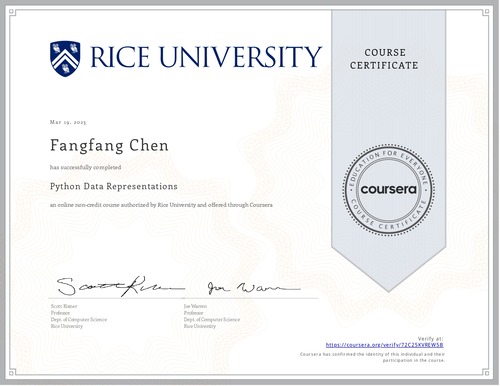 RICE UNIVERSITY
COURSE
CERTIFICATE
Mar 19, 2023
Fangfang Chen
has successfully completed
Python Data Representations
an online non-credit course authorized by Rice University and offered through Coursera
EDUCATION FOR EVERYONE
coursera
COURSE CERTIFICATE
Scott Rixner
Professor
Dept. of Computer Science
Rice University
Joe Warren
Professor
Dept. of Computer Science
Rice University
Verify at:
https://coursera.org/verify/72C25XVREW5B
Coursera has confirmed the identity of this individual and their
participation in the course.